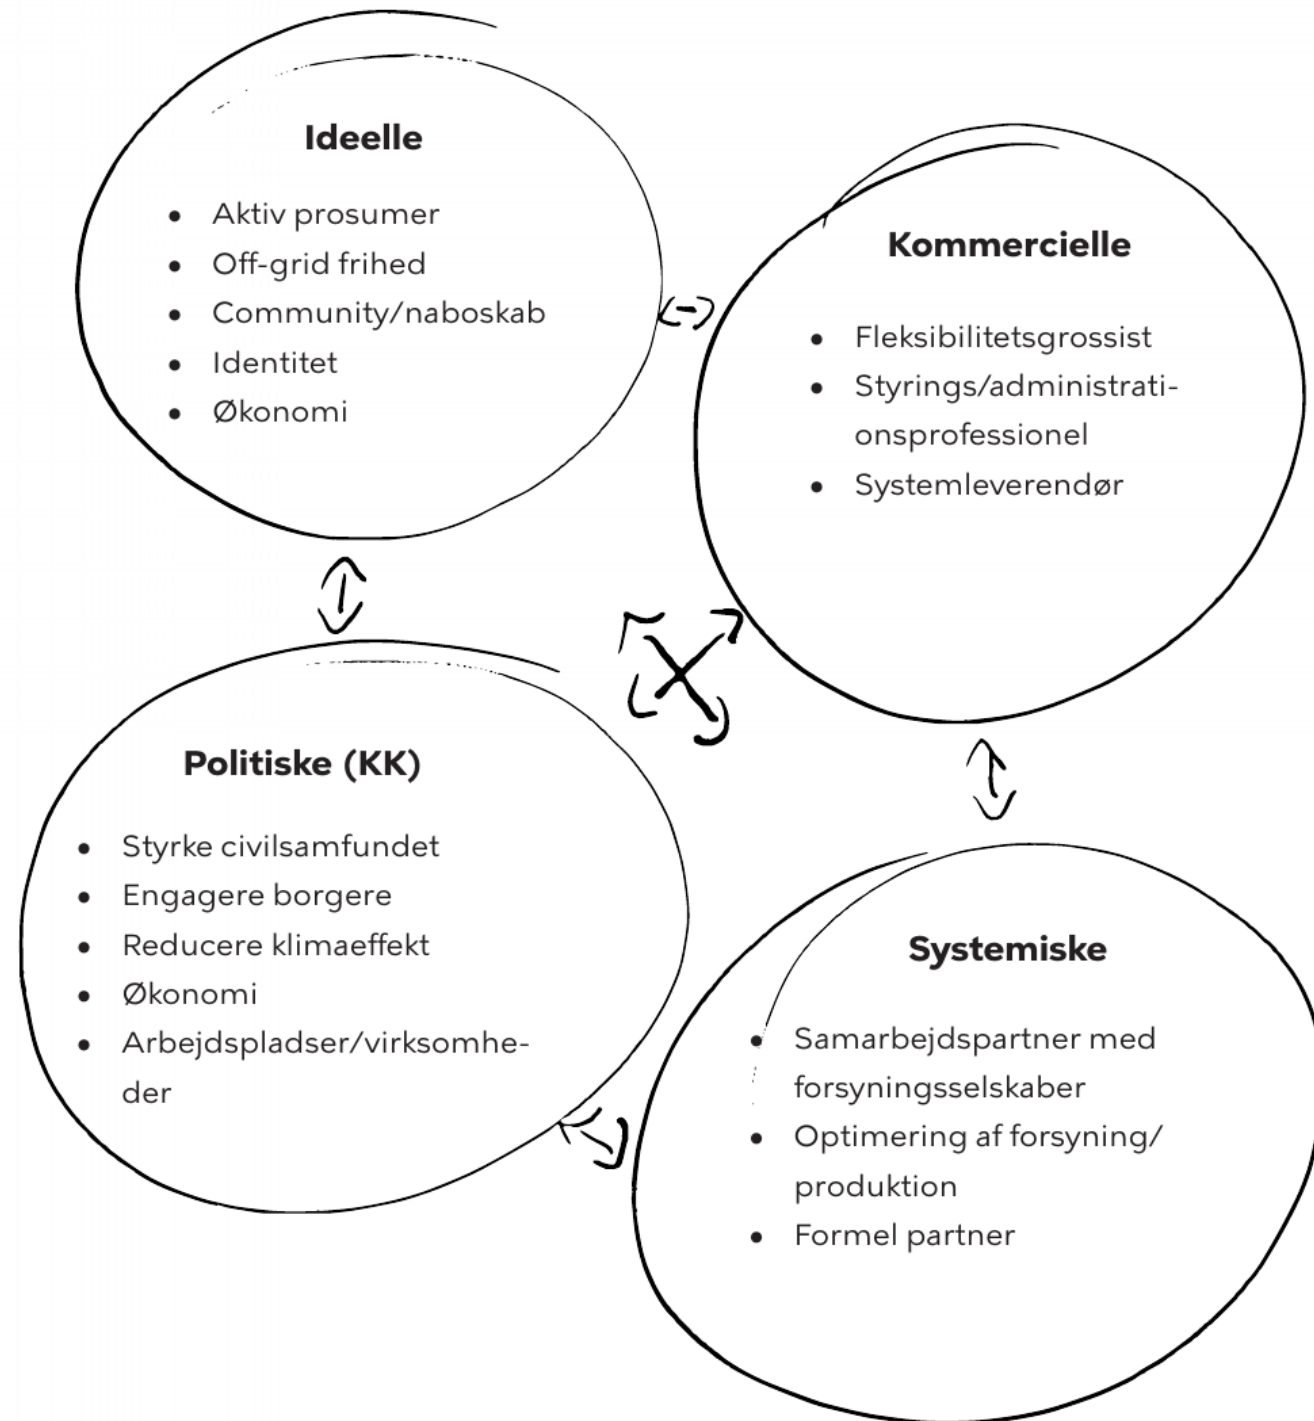 Ideelle
• Aktiv prosumer
• Off-grid frihed
• Community/naboskab
• Identitet
• Økonomi
Kommercielle
• Fleksibilitetsgrossist
• Styrings/administrati-
onsprofessionel
• Systemleverendør
Politiske (KK)
• Styrke civilsamfundet
• Engagere borgere
• Reducere klimaeffekt
• Økonomi
• Arbejdspladser/virksomhe-
der
Systemiske
• Samarbejdspartner med
forsyningsselskaber
• Optimering af forsyning/
produktion
• Formel partner